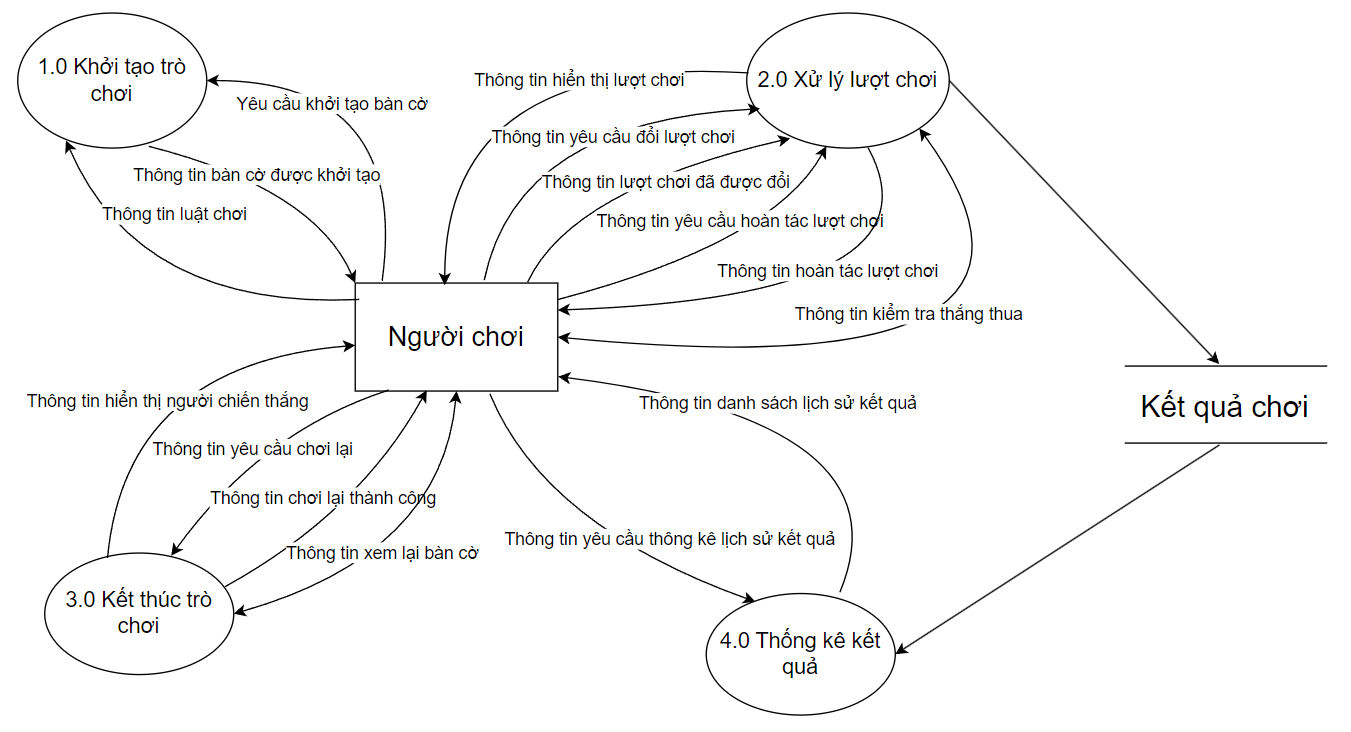 1.0 Khởi tạo trò
chơi
Yêu cầu khởi tạo bàn cờ
Thông tin bàn cờ được khởi tạo
Thông tin luật chơi
2.0 Xử lý lượt chơi
Thông tin hiển thị lượt chơi
Thông tin yêu cầu đổi lượt chơi
Thông tin lượt chơi đã được đổi
Thông tin yêu cầu hoàn tác lượt chơi
Thông tin hoàn tác lượt chơi
Thông tin kiểm tra thắng thua
Người chơi
Kết quả chơi
Thông tin hiển thị người chiến thắng
Thông tin yêu cầu chơi lại
Thông tin chơi lại thành công
Thông tin xem lại bàn cờ
3.0 Kết thúc trò
chơi
Thông tin danh sách lịch sử kết quả
Thông tin yêu cầu thông kê lịch sử kết quả
4.0 Thống kê kết
quả